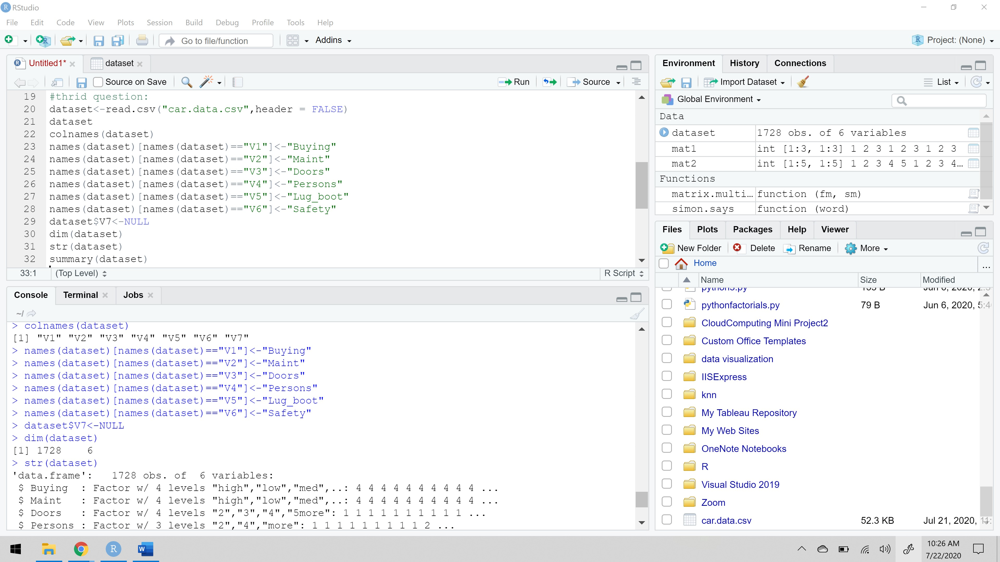 RStudio
File Edit Code View Plots Session Build Debug Profile Tools Help
Go to file/function Addins Project: (None)
Untitled1* dataset
Source on Save Run Source
19 #thrid question:
20 dataset<-read.csv("car.data.csv",header = FALSE)
21 dataset
22 colnames(dataset)
23 names(dataset)[names(dataset)=="V1"]<-"Buying"
24 names(dataset)[names(dataset)=="V2"]<-"Maint"
25 names(dataset)[names(dataset)=="V3"]<-"Doors"
26 names(dataset)[names(dataset)=="V4"]<-"Persons"
27 names(dataset)[names(dataset)=="V5"]<-"Lug_boot"
28 names(dataset)[names(dataset)=="V6"]<-"Safety"
29 dataset$V7<-NULL
30 dim(dataset)
31 str(dataset)
32 summary(dataset)
33:1 (Top Level) R Script
Console Terminal Jobs
~/
> colnames(dataset)
[1] "V1" "V2" "V3" "V4" "V5" "V6" "V7"
> names(dataset)[names(dataset)=="V1"]<-"Buying"
> names(dataset)[names(dataset)=="V2"]<-"Maint"
> names(dataset)[names(dataset)=="V3"]<-"Doors"
> names(dataset)[names(dataset)=="V4"]<-"Persons"
> names(dataset)[names(dataset)=="V5"]<-"Lug_boot"
> names(dataset)[names(dataset)=="V6"]<-"Safety"
> dataset$V7<-NULL
> dim(dataset)
[1] 1728    6
> str(dataset)
'data.frame':   1728 obs. of  6 variables:
 $ Buying  : Factor w/ 4 levels "high","low","med",..: 4 4 4 4 4 4 4 4 4 4 ...
 $ Maint   : Factor w/ 4 levels "high","low","med",..: 4 4 4 4 4 4 4 4 4 4 ...
 $ Doors   : Factor w/ 4 levels "2","3","4","5more": 1 1 1 1 1 1 1 1 1 1 ...
 $ Persons : Factor w/ 3 levels "2","4","more": 1 1 1 1 1 1 1 1 1 2 ...
Environment History Connections
Import Dataset List
Global Environment
Data
dataset 1728 obs. of 6 variables
mat1 int [1:3, 1:3] 1 2 3 1 2 3 1 2 3
mat2 int [1:5, 1:5] 1 2 3 4 5 1 2 3 4…
Functions
matrix.multi… function (fm, sm)
simon.says function (word)
Files Plots Packages Help Viewer
New Folder Delete Rename More
Home ...
Name Size Modified
pythonfactorials.py 79 B Jun 6, 2020, 5:4
CloudComputing Mini Project2
Custom Office Templates
data visualization
IISExpress
knn
My Tableau Repository
My Web Sites
OneNote Notebooks
R
Visual Studio 2019
Zoom
car.data.csv 52.3 KB Jul 21, 2020, 11:
10:26 AM
7/22/2020